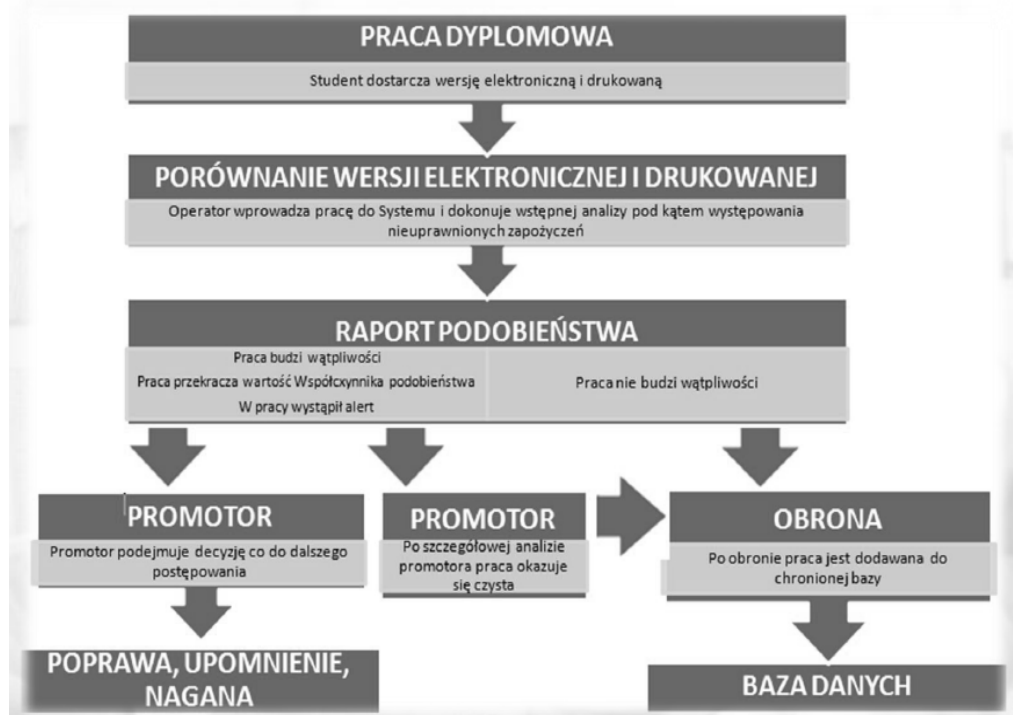 PRACA DYPLOMOWA
Student dostarcza wersję elektroniczną i drukowaną
PORÓWNANIE WERSJI ELEKTRONICZNEJ I DRUKOWANEJ
Operator wprowadza pracę do Systemu i dokonuje wstępnej analizy pod kątem występowania
nieuprawnionych zapożyczeń
RAPORT PODOBIEŃSTWA
Praca budzi wątpliwości
Praca przekracza wartość Współcxynnika podobieństwa
W pracy wystąpił alert
Praca nie budzi wątpliwości
PROMOTOR
Promotor podejmuje decyzję co do dalszego
postępowania
PROMOTOR
Po szczegółowej analizie
promotora praca okazuje
się czysta
OBRONA
Po obronie praca jest dodawana do
chronionej bazy
POPRAWA, UPOMNIENIE,
NAGANA
BAZA DANYCH